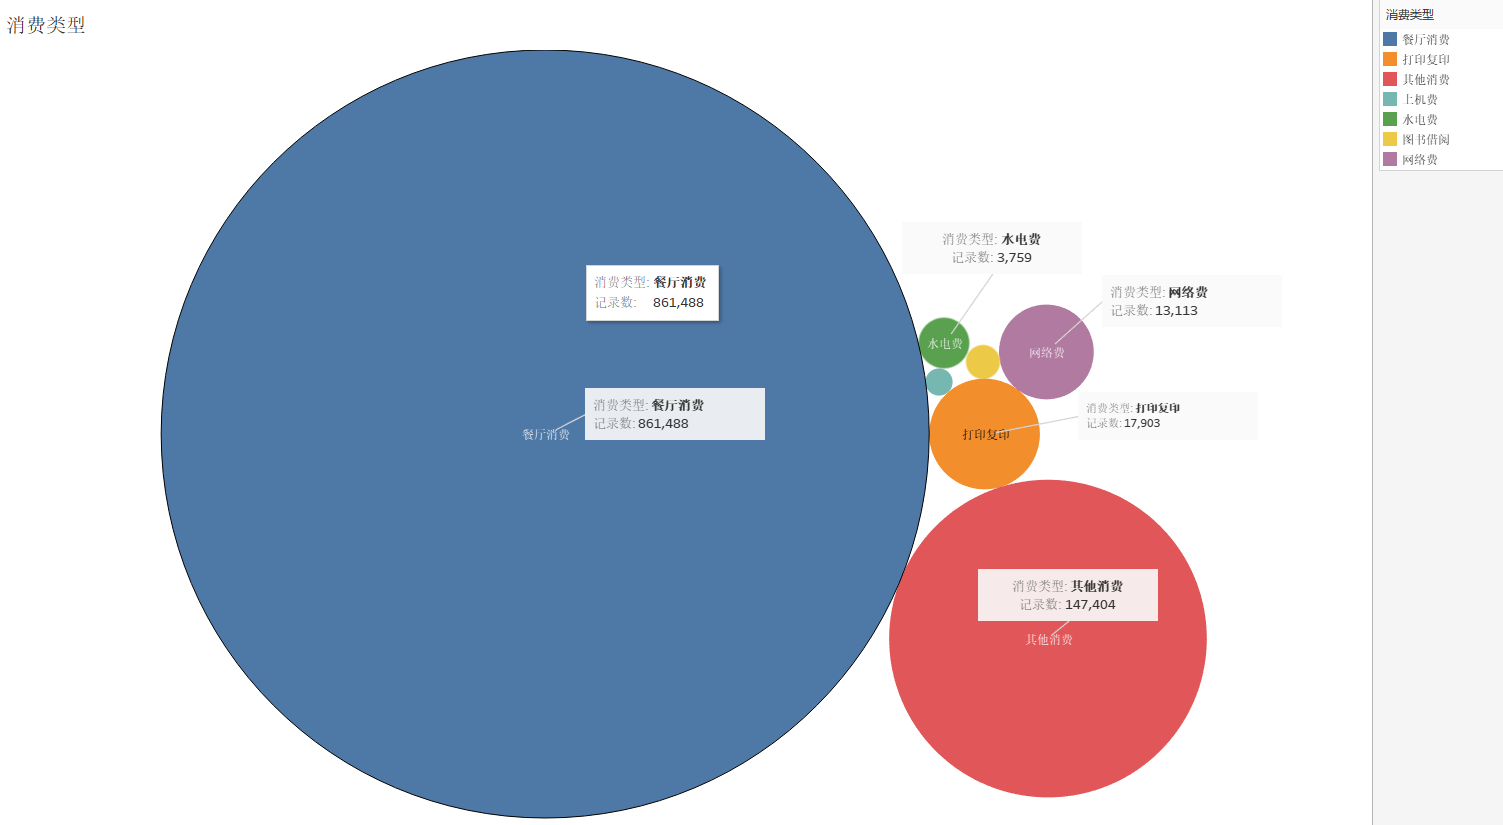 消费类型
消费类型
餐厅消费
打印复印
其他消费
上机费
水电费
图书借阅
网络费
消费类型: 水电费
记录数: 3,759
消费类型: 餐厅消费
记录数: 861,488
消费类型: 网络费
记录数: 13,113
水电费
网络费
消费类型: 餐厅消费
记录数: 861,488
餐厅消费
消费类型: 打印复印
记录数: 17,903
打印复印
消费类型: 其他消费
记录数: 147,404
其他消费